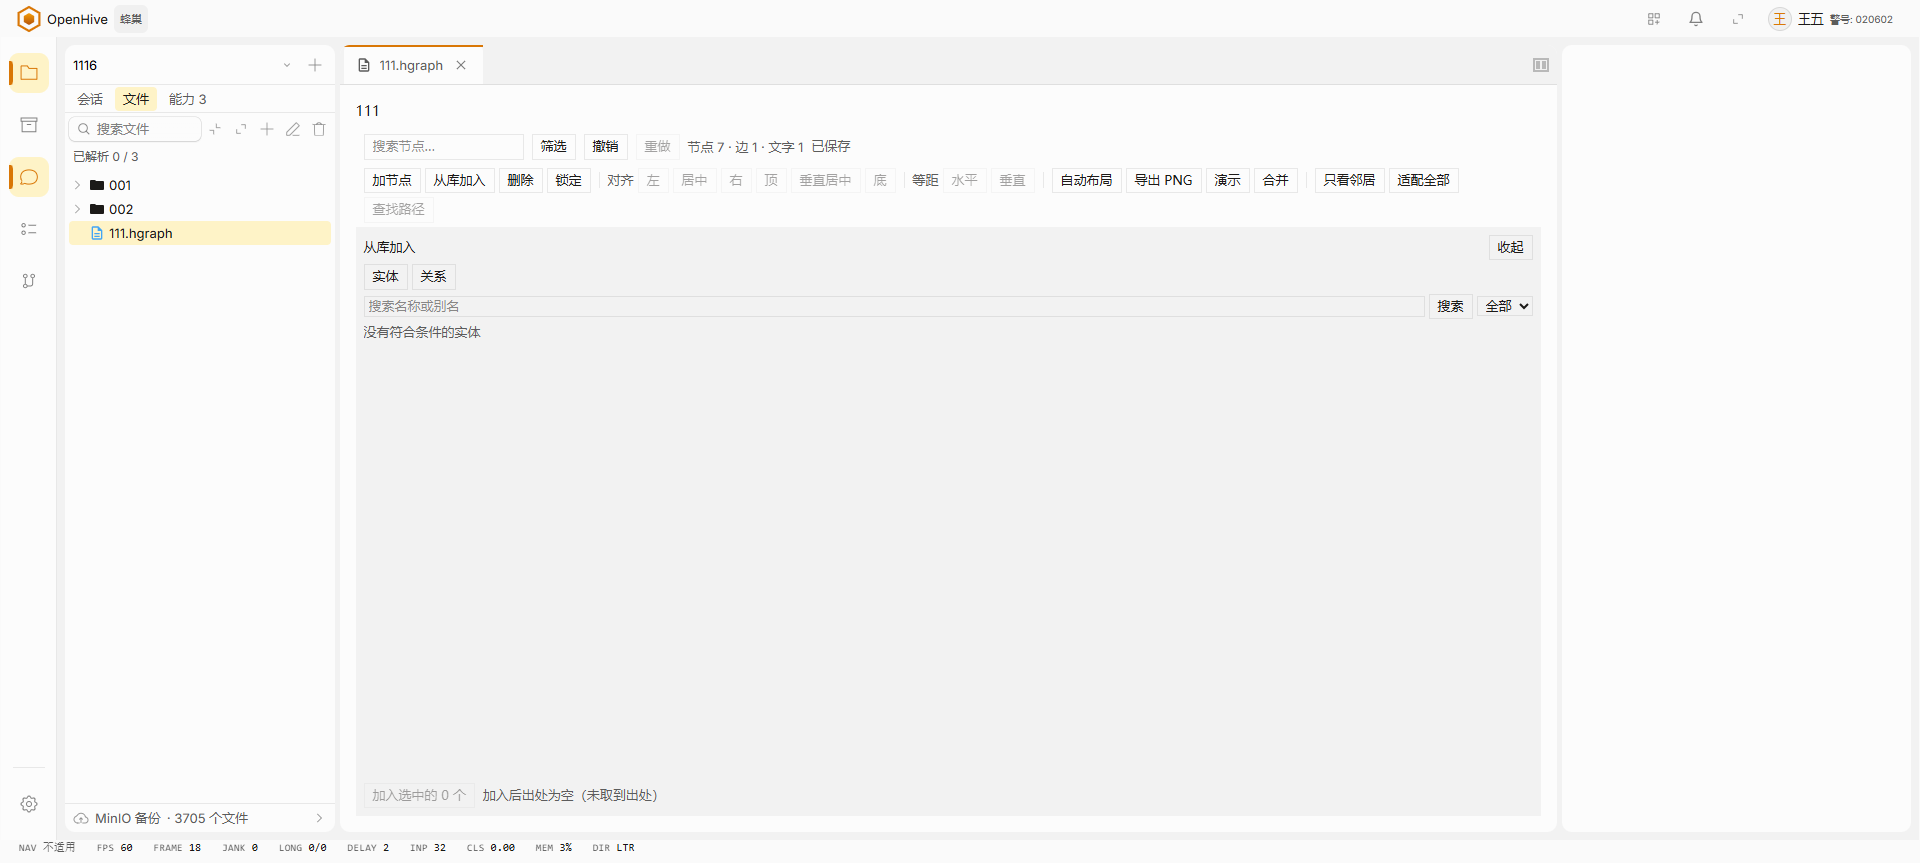 OpenHive 蜂巢
王 王五 警号: 020602
1116
111.hgraph
会话 文件 能力 3
搜索文件
已解析 0 / 3
001
002
111.hgraph
MinIO 备份 · 3705 个文件
111
搜索节点... 筛选 撤销 重做 节点 7 · 边 1 · 文字 1 已保存
加节点 从库加入 删除 锁定 对齐 左 居中 右 顶 垂直居中 底 等距 水平 垂直 自动布局 导出 PNG 演示 合并 只看邻居 适配全部
查找路径
从库加入 收起
实体 关系
搜索名称或别名 搜索 全部
没有符合条件的实体
加入选中的 0 个 加入后出处为空（未取到出处）
NAV 不适用 FPS 60 FRAME 18 JANK 0 LONG 0/0 DELAY 2 INP 32 CLS 0.00 MEM 3% DIR LTR